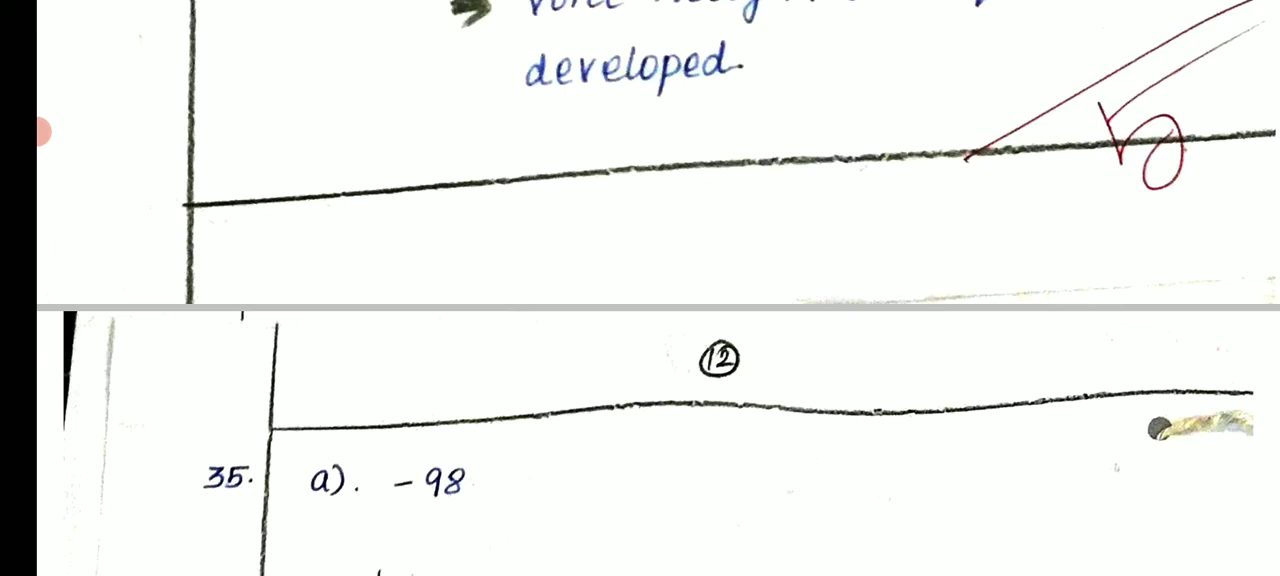 developed.
12
35. a). - 98